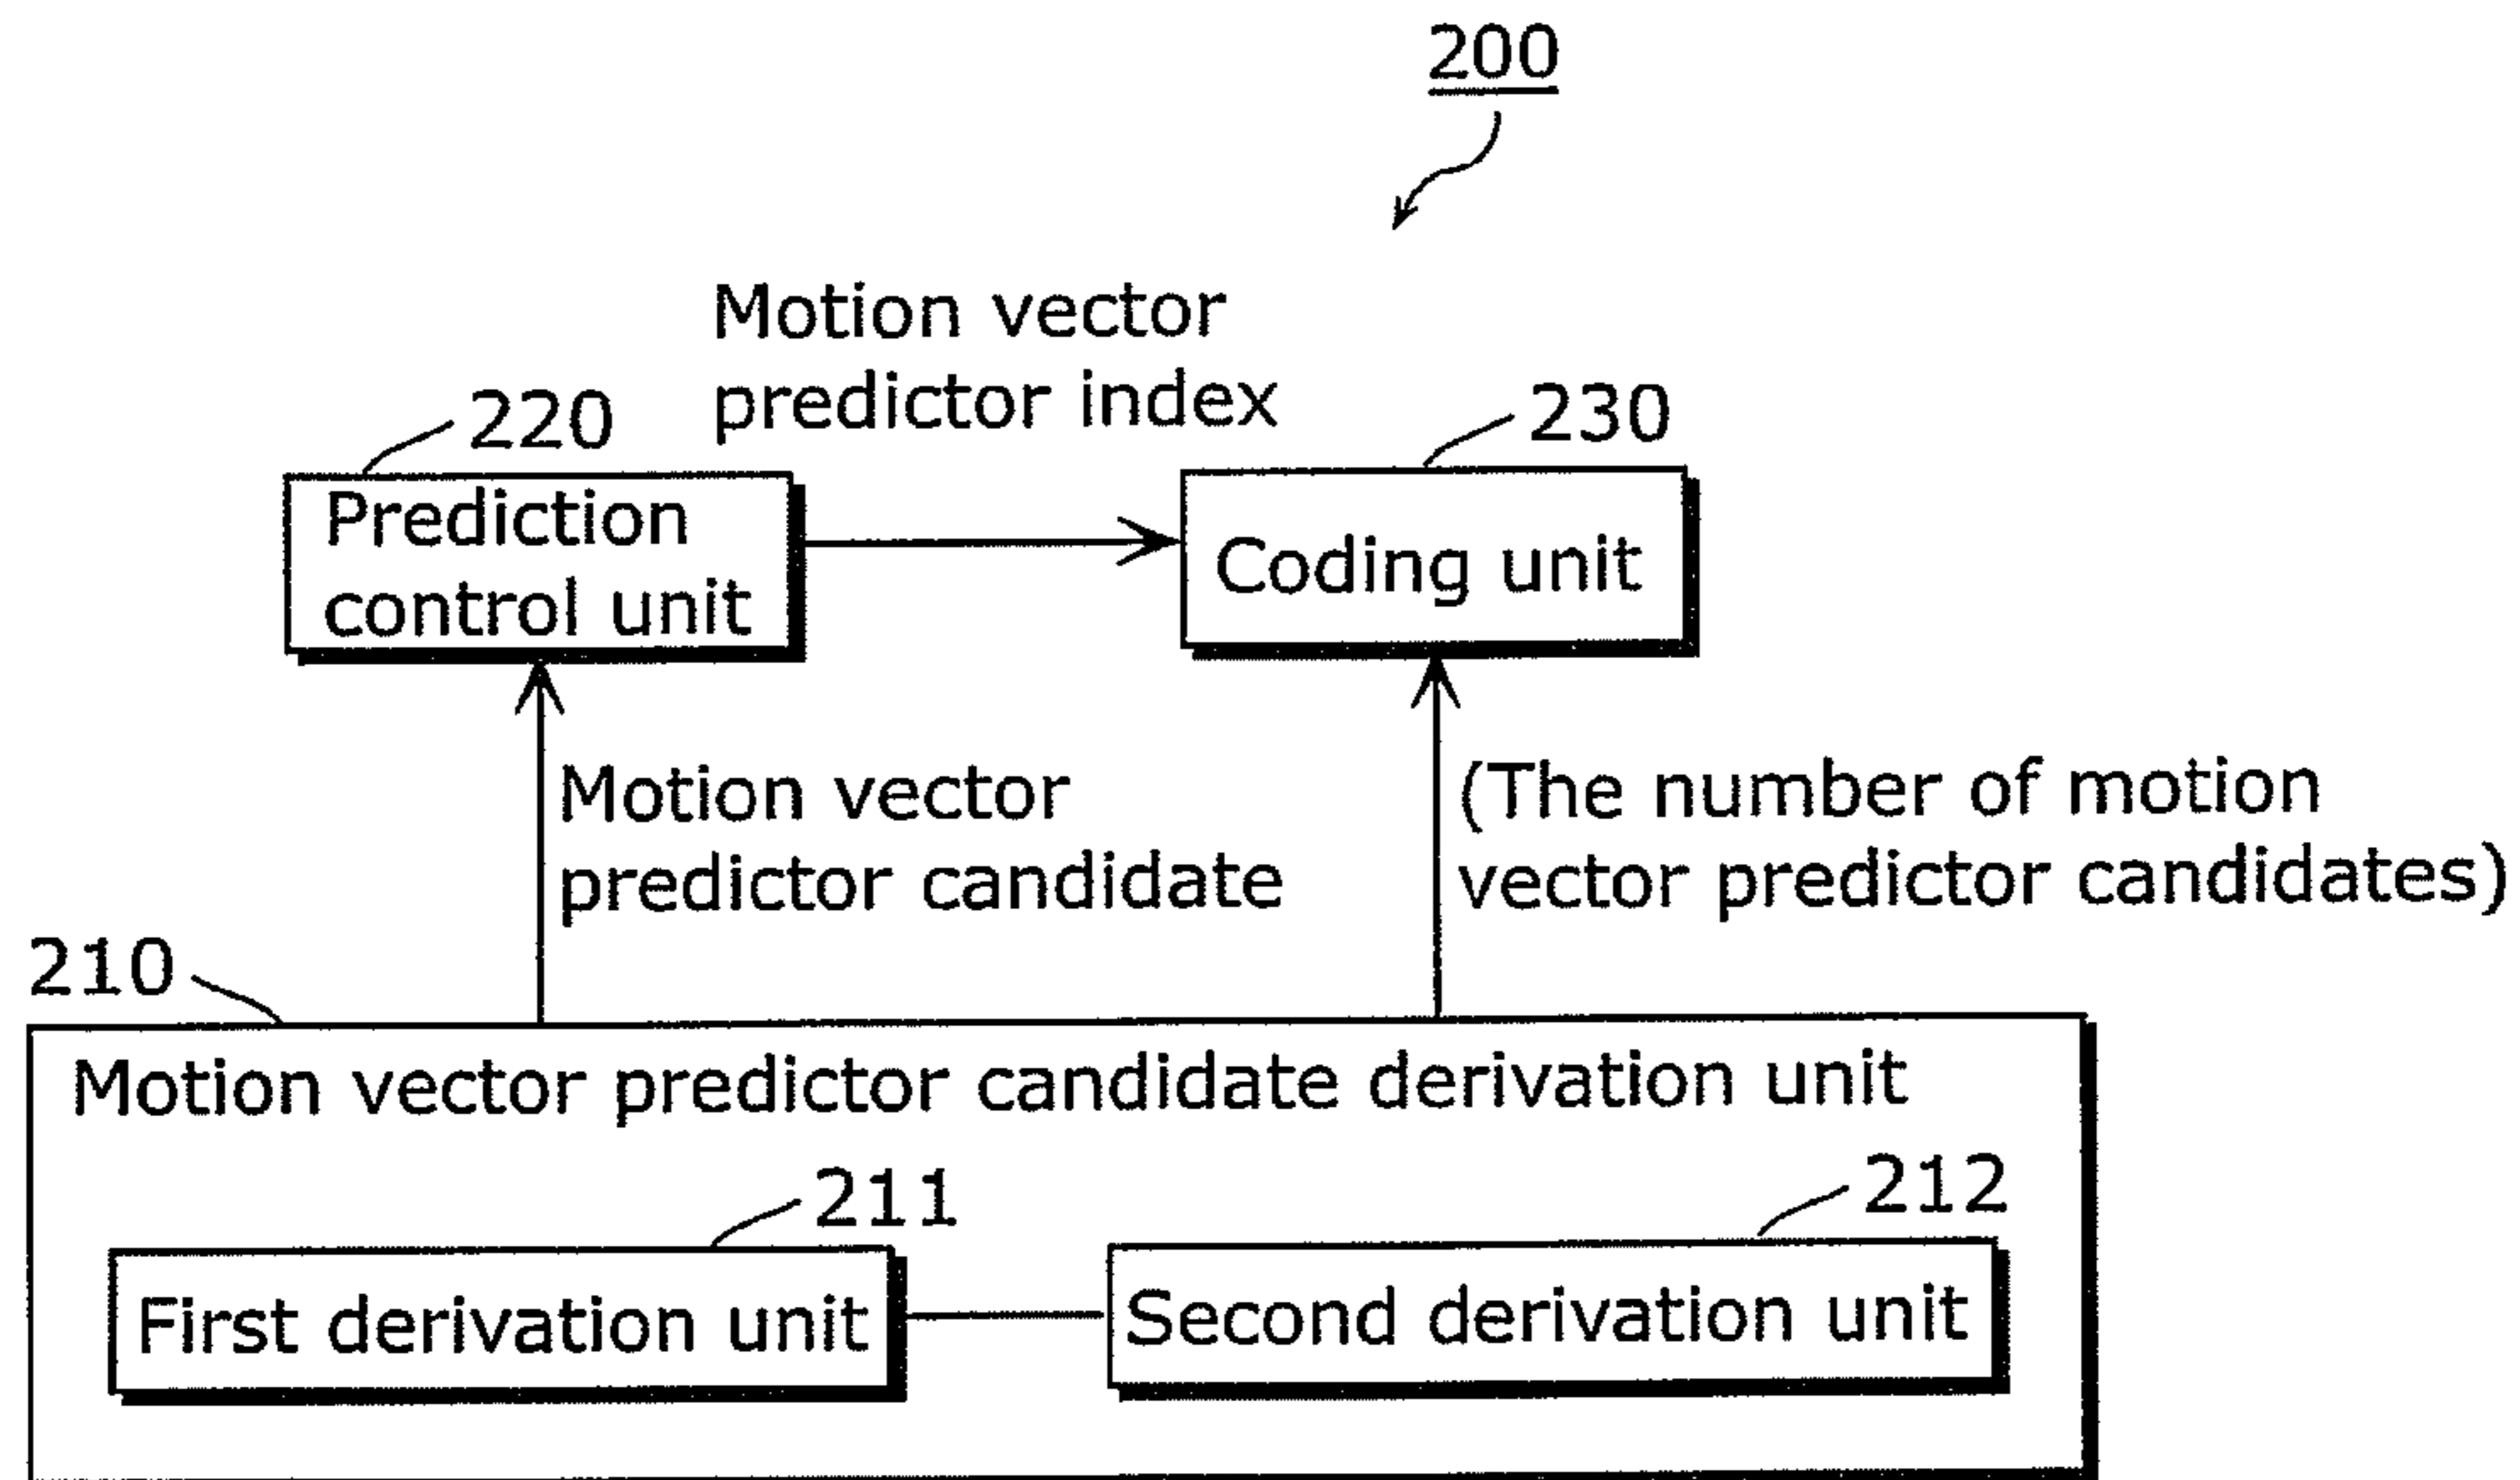 200
Motion vector
predictor index
220
230
Prediction
control unit
Coding unit
Motion vector
predictor candidate
(The number of motion
vector predictor candidates)
210
Motion vector predictor candidate derivation unit
211
212
First derivation unit
Second derivation unit